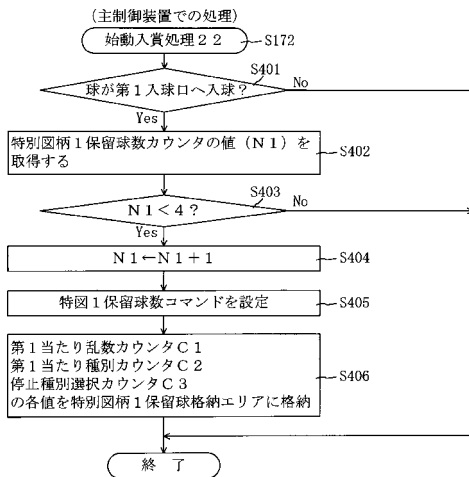 (主制御装置での処理)
始動入賞処理22
S172
球が第1入球口へ入球?
S401
No
Yes
特別図柄1保留球数カウンタの値(N1)を
取得する
S402
N1<4?
S403
No
Yes
N1←N1+1
S404
特図1保留球数コマンドを設定
S405
第1当たり乱数カウンタC1
第1当たり種別カウンタC2
停止種別選択カウンタC3
の各値を特別図柄1保留球格納エリアに格納
S406
終了